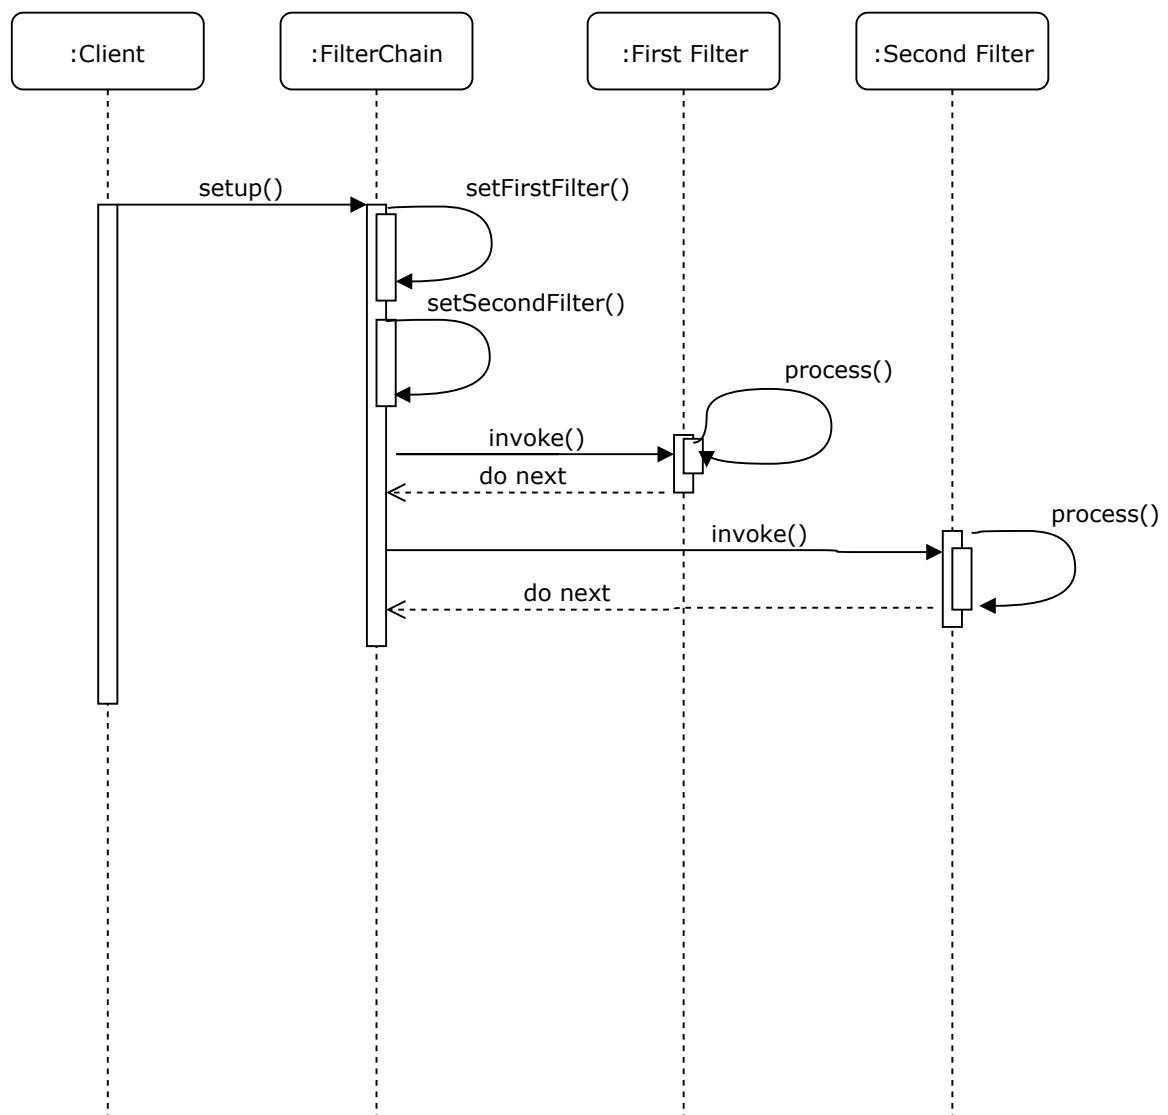 :Client
:FilterChain
:First Filter
:Second Filter
setup()
setFirstFilter()
setSecondFilter()
process()
invoke()
do next
process()
invoke()
do next